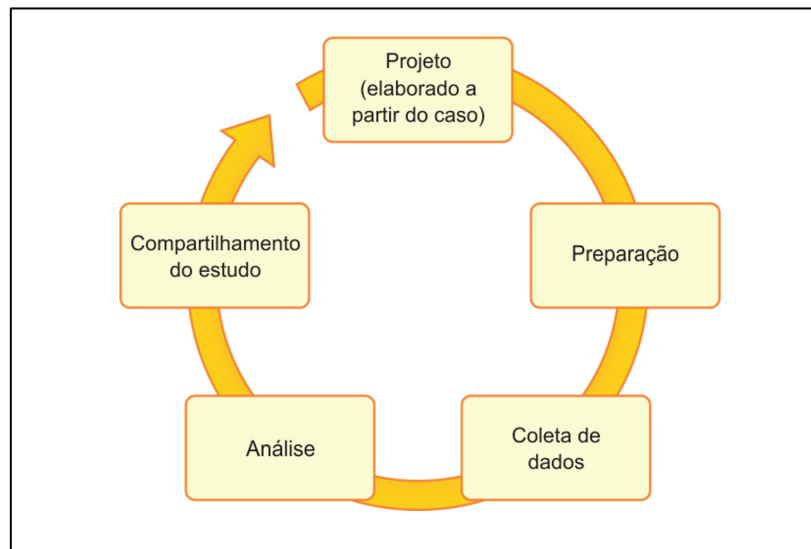 Projeto
(elaborado a
partir do caso)
Preparação
Coleta de
dados
Análise
Compartilhamento
do estudo